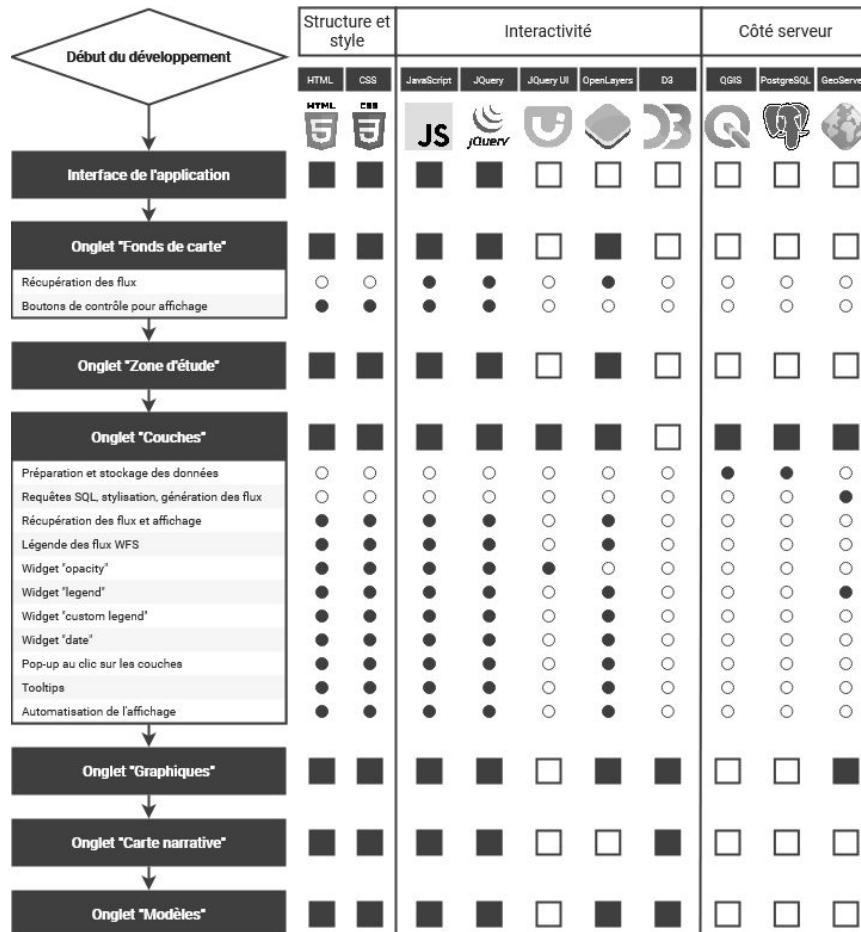 Structure et
style
Interactivité
Côté serveur
Début du développement
HTML
CSS
JavaScript
JQuery
JQuery UI
OpenLayers
D3
QGIS
PostgreSQL
GeoServe
HTML
5
CSS
3
JS
jQuery
D3
Interface de l'application
Onglet "Fonds de carte"
Récupération des flux
Boutons de contrôle pour affichage
Onglet "Zone d'étude"
Onglet "Couches"
Préparation et stockage des données
Requêtes SQL, stylisation, génération des flux
Récupération des flux et affichage
Légende des flux WFS
Widget "opacity"
Widget "legend"
Widget "custom legend"
Widget "date"
Pop-up au clic sur les couches
Tooltips
Automatisation de l'affichage
Onglet "Graphiques"
Onglet "Carte narrative"
Onglet "Modèles"